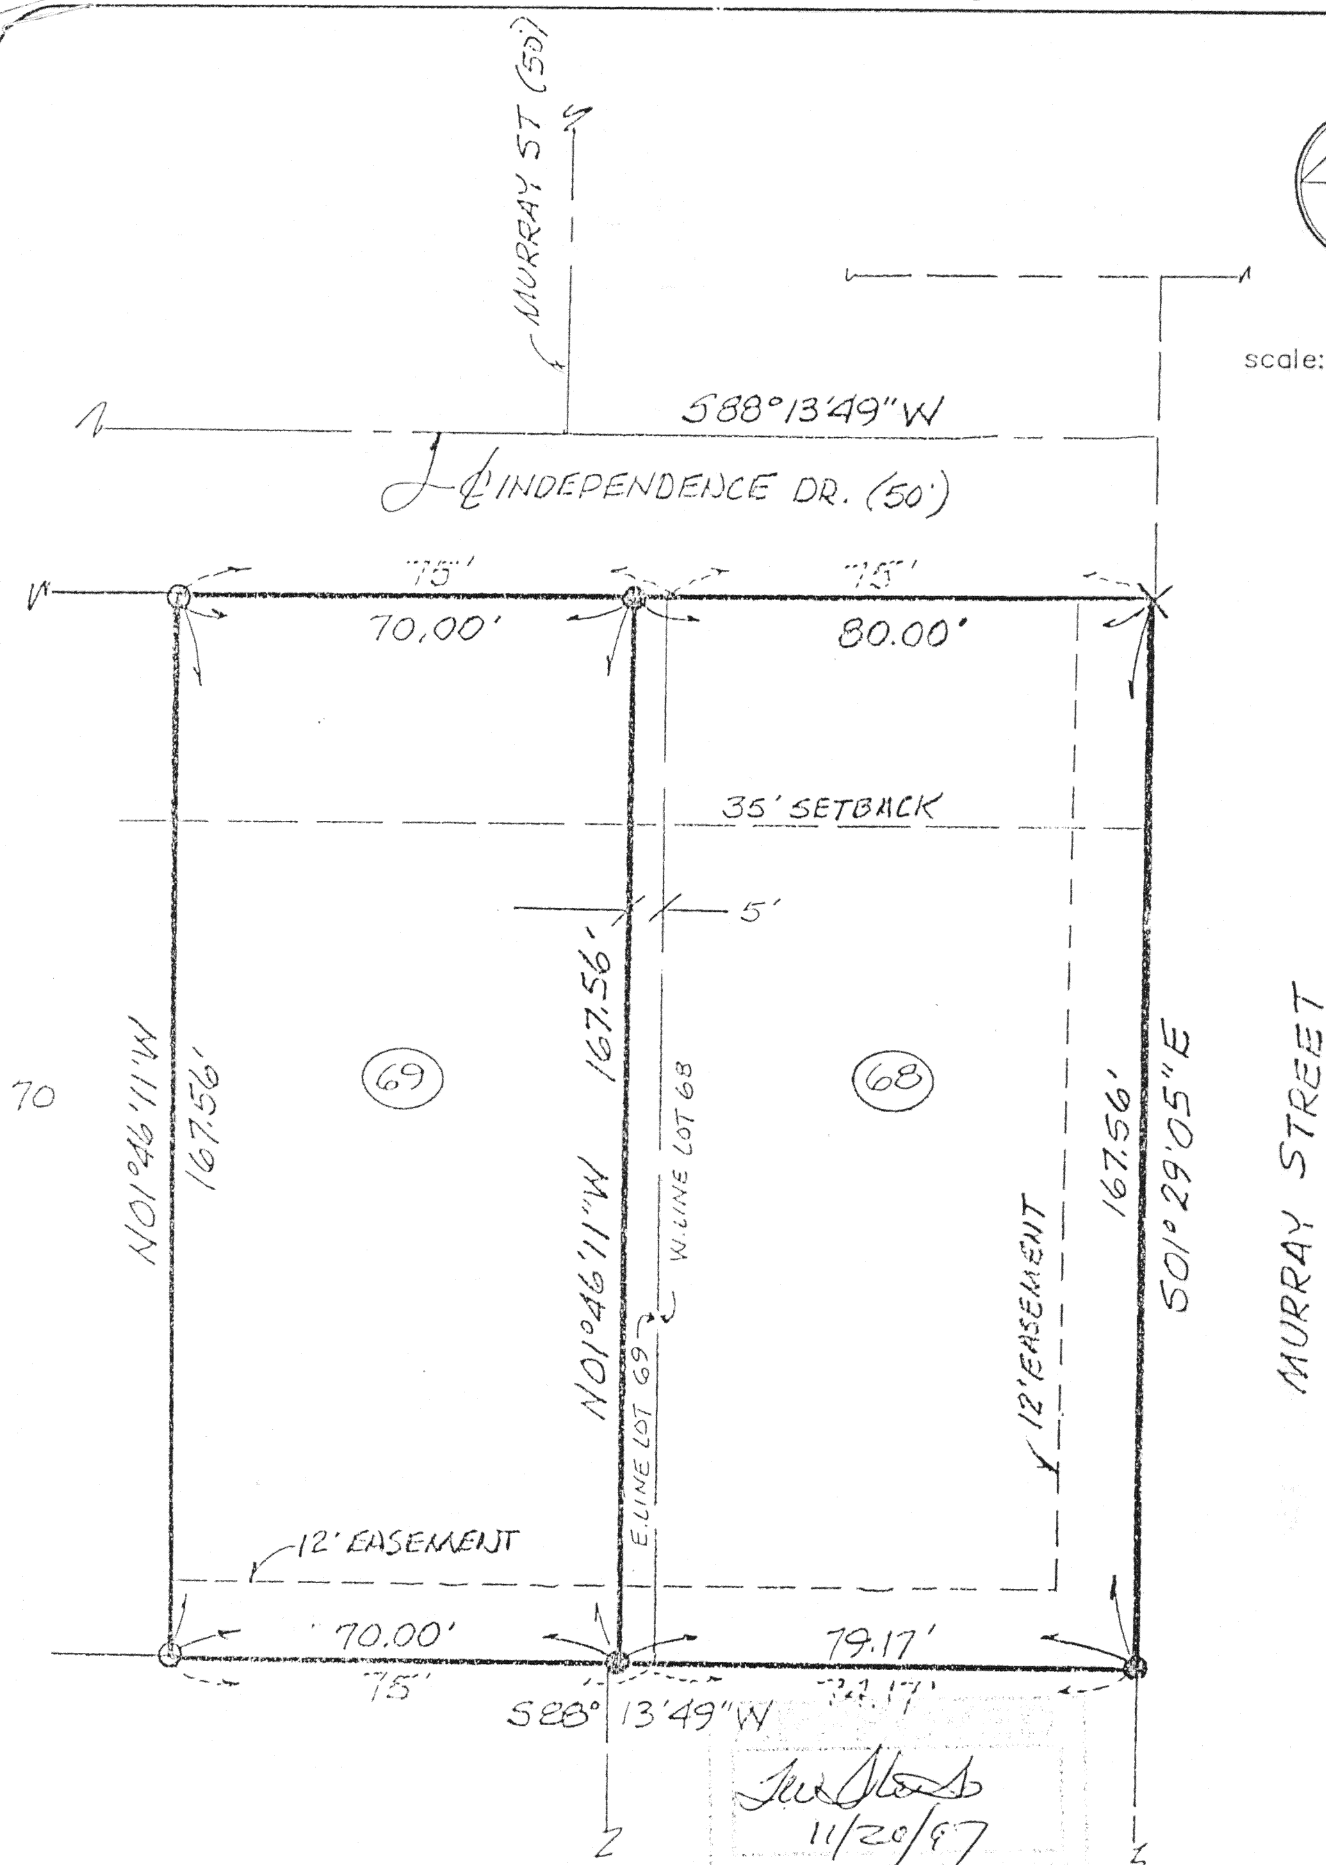 MURRAY ST (50')
scale:
S88°13'49"W
℄ INDEPENDENCE DR. (50')
75'
75'
70.00'
80.00'
35' SETBACK
5'
167.56'
N01°46'11"W
167.56'
69
68
70
W. LINE LOT 68
167.56'
S01°29'05"E
MURRAY STREET
N01°46'11"W
E. LINE LOT 69
12' EASEMENT
12' EASEMENT
70.00'
79.17'
75'
74.17'
S88°13'49"W
11/20/97